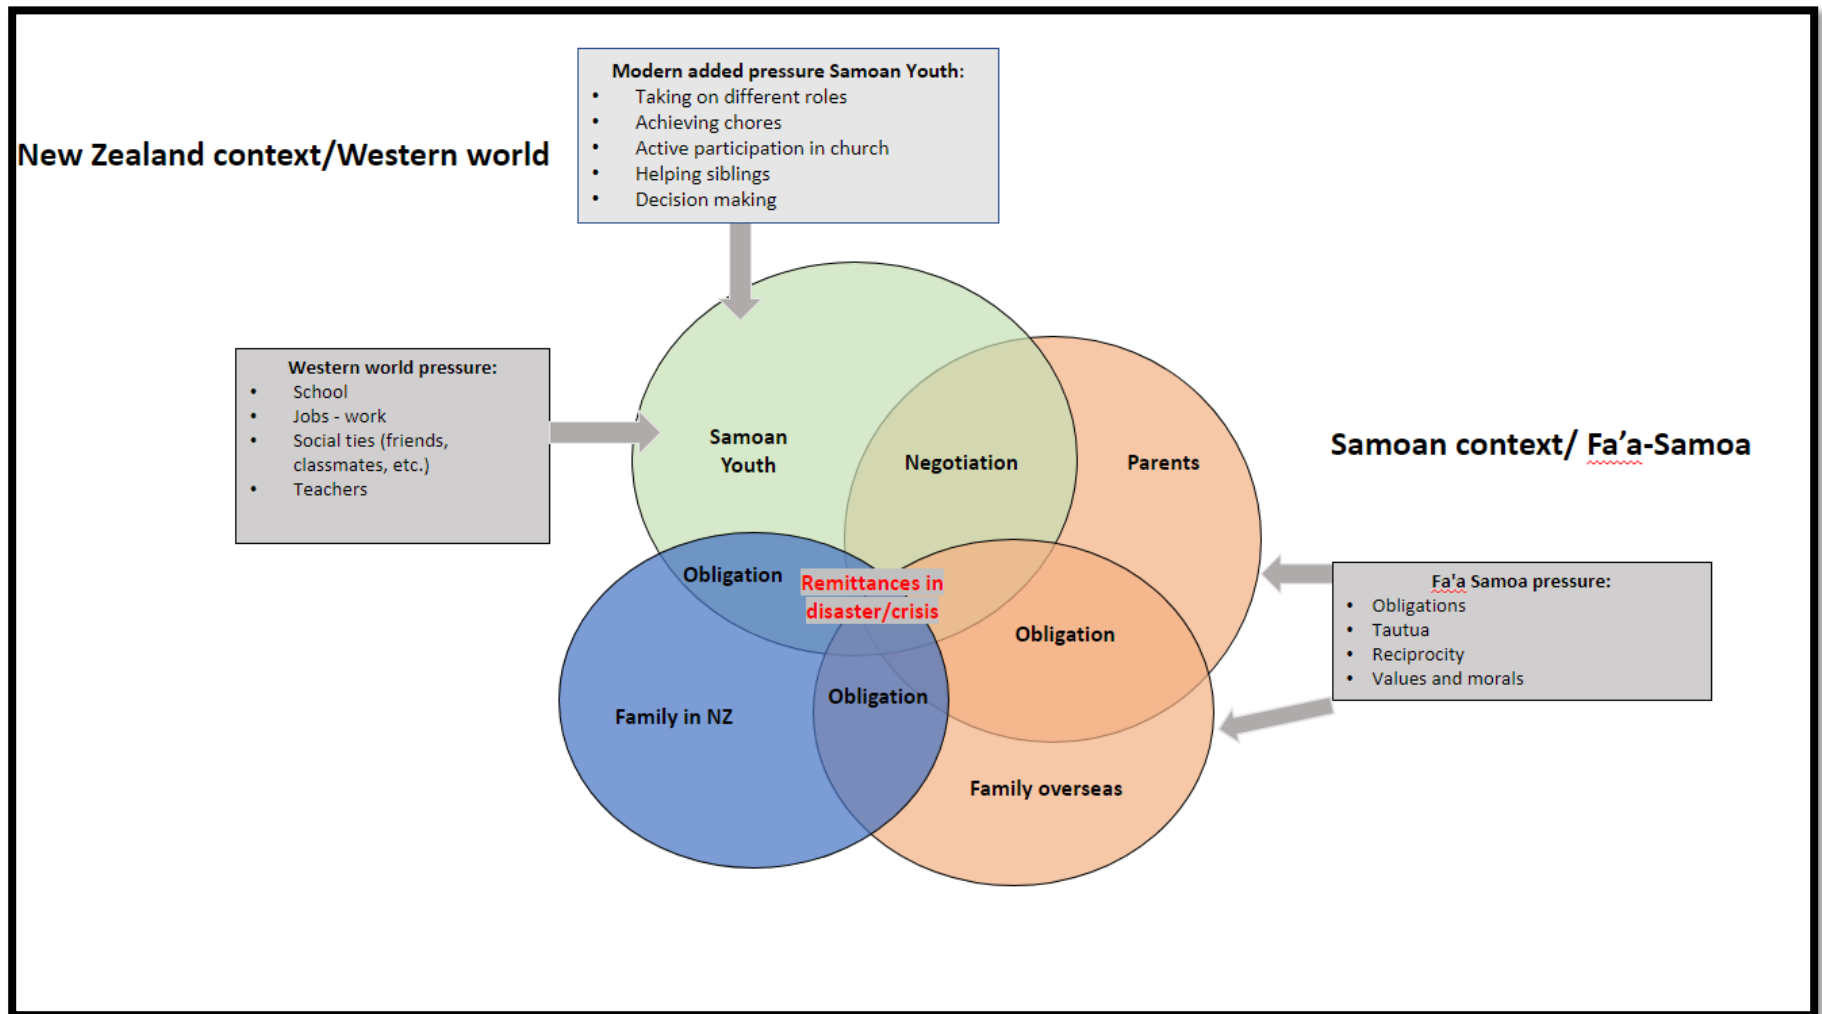 Modern added pressure Samoan Youth:
• Taking on different roles
• Achieving chores
• Active participation in church
• Helping siblings
• Decision making
New Zealand context/Western world
Western world pressure:
• School
• Jobs - work
• Social ties (friends,
classmates, etc.)
• Teachers
Samoan
Youth
Negotiation
Parents
Samoan context/ Fa’a-Samoa
Obligation
Remittances in
disaster/crisis
Obligation
Fa'a Samoa pressure:
• Obligations
• Tautua
• Reciprocity
• Values and morals
Obligation
Family in NZ
Family overseas